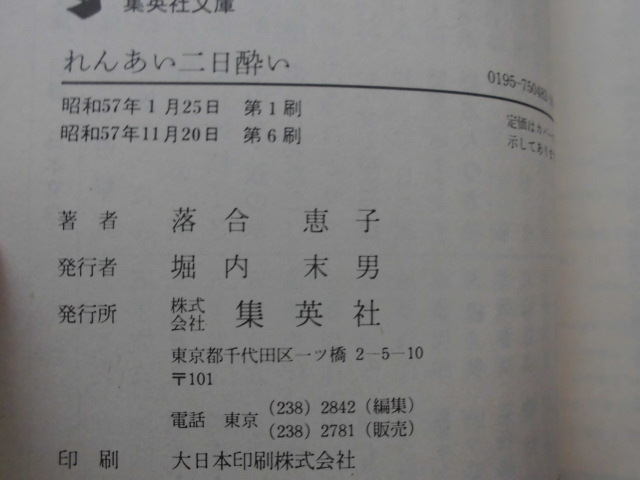 集英社文庫
れんあい二日酔い
0195-750483-
昭和57年1月25日 第1刷
昭和57年11月20日 第6刷
定価はカバー
示してあり
著者 落合恵子
発行者 堀内末男
発行所 株式会社 集英社
東京都千代田区一ツ橋 2-5-10
〒101
電話 東京 (238) 2842 (編集)
(238) 2781 (販売)
印刷 大日本印刷株式会社